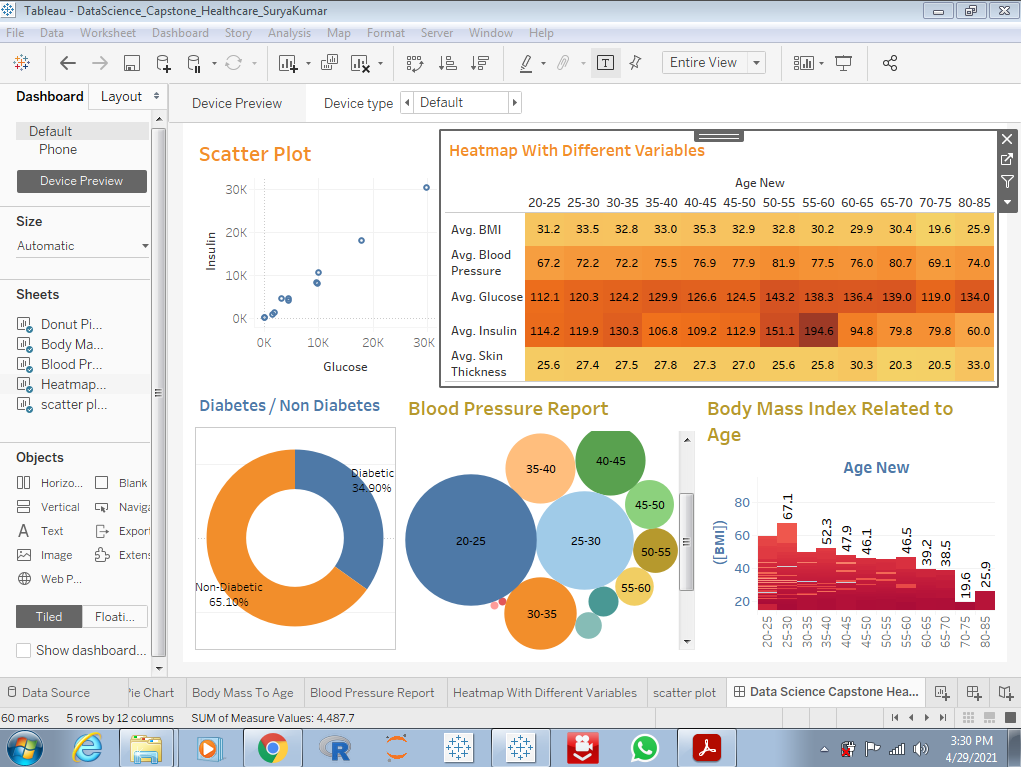 Tableau - DataScience_Capstone_Healthcare_SuryaKumar
File Data Worksheet Dashboard Story Analysis Map Format Server Window Help
Entire View
Dashboard Layout
Device Preview Device type Default
Default
Phone
Device Preview
Size
Automatic
Sheets
Donut Pi...
Body Ma...
Blood Pr...
Heatmap...
scatter pl...
Objects
Horizo... Blank
Vertical Naviga
Text Export
Image Extens
Web P...
Tiled Floati...
Show dashboard...
Scatter Plot
30K
20K
10K
0K
Insulin
0K 10K 20K 30K
Glucose
Heatmap With Different Variables
Age New
20-25 25-30 30-35 35-40 40-45 45-50 50-55 55-60 60-65 65-70 70-75 80-85
Avg. BMI 31.2 33.5 32.8 33.0 35.3 32.9 32.8 30.2 29.9 30.4 19.6 25.9
Avg. Blood
Pressure 67.2 72.2 72.2 75.5 76.9 77.9 81.9 77.5 76.0 80.7 69.1 74.0
Avg. Glucose 112.1 120.3 124.2 129.9 126.6 124.5 143.2 138.3 136.4 139.0 119.0 134.0
Avg. Insulin 114.2 119.9 130.3 106.8 109.2 112.9 151.1 194.6 94.8 79.8 79.8 60.0
Avg. Skin
Thickness 25.6 27.4 27.5 27.8 27.3 27.0 25.6 25.8 30.3 20.3 20.5 33.0
Diabetes / Non Diabetes
Diabetic
34.90%
Non-Diabetic
65.10%
Blood Pressure Report
35-40
40-45
45-50
20-25
25-30
50-55
55-60
30-35
Body Mass Index Related to
Age
Age New
80
60
40
20
([BMI])
67.1 52.3 47.9 46.1 46.5 39.2 38.5 19.6 25.9
20-25 25-30 30-35 35-40 40-45 45-50 50-55 55-60 60-65 65-70 70-75 80-85
Data Source Pie Chart Body Mass To Age Blood Pressure Report Heatmap With Different Variables scatter plot Data Science Capstone Hea...
60 marks 5 rows by 12 columns SUM of Measure Values: 4,487.7
3:30 PM
4/29/2021